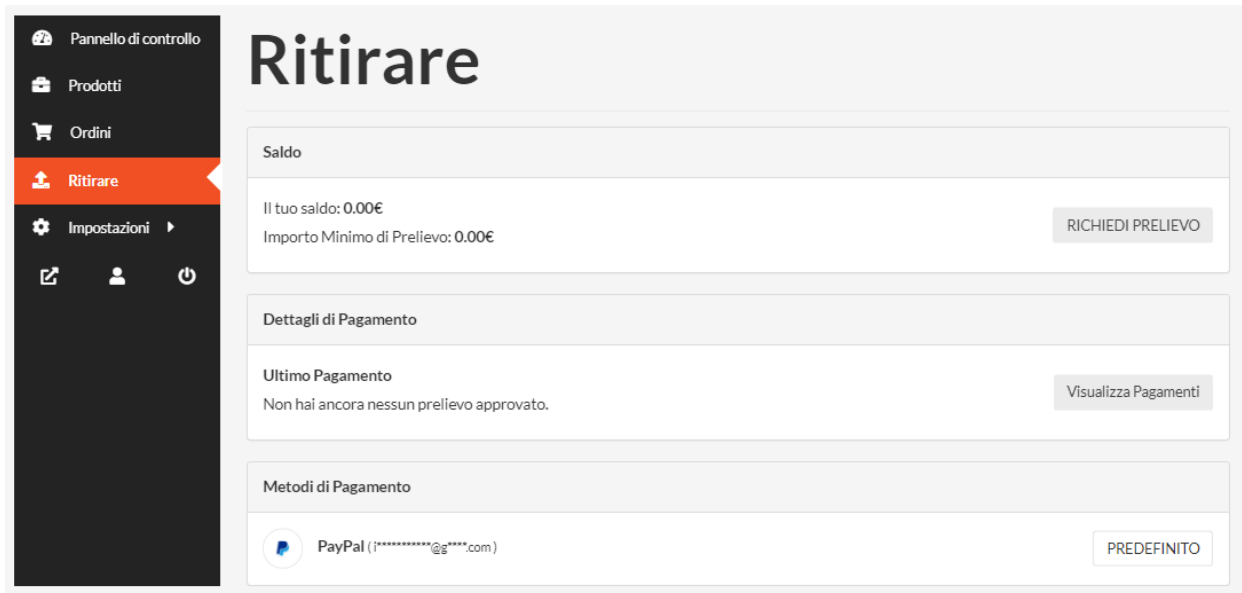 Pannello di controllo
Prodotti
Ordini
Ritirare
Impostazioni
Ritirare
Saldo
Il tuo saldo: 0.00€
Importo Minimo di Prelievo: 0.00€
RICHIEDI PRELIEVO
Dettagli di Pagamento
Ultimo Pagamento
Non hai ancora nessun prelievo approvato.
Visualizza Pagamenti
Metodi di Pagamento
PayPal ( i***********@g****.com )
PREDEFINITO